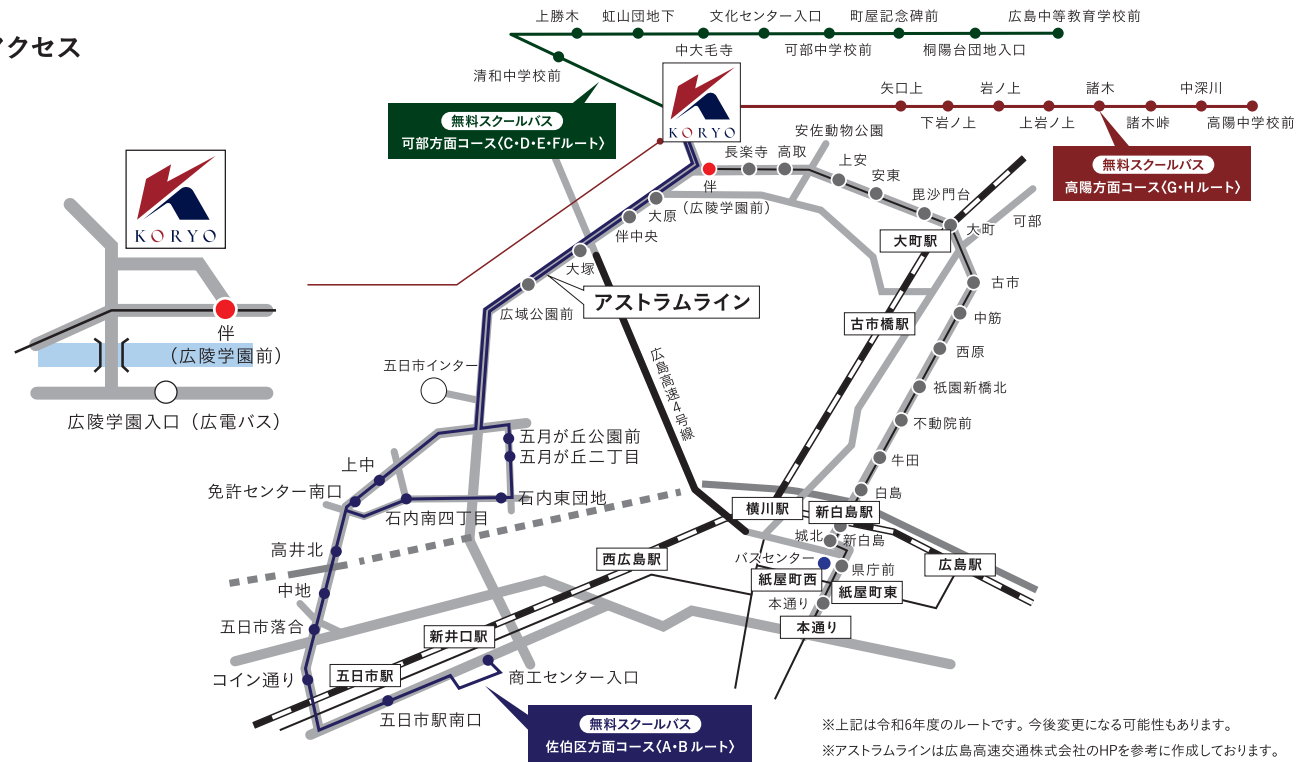 アクセス
上勝木
虹山団地下
文化センター入口
町屋記念碑前
広島中等教育学校前
中大毛寺
可部中学校前
桐陽台団地入口
清和中学校前
KORYO
無料スクールバス
可部方面コース〈C・D・E・Fルート〉
矢口上
岩ノ上
諸木
中深川
下岩ノ上
上岩ノ上
諸木峠
高陽中学校前
無料スクールバス
高陽方面コース〈G・Hルート〉
安佐動物公園
長楽寺
高取
上安
安東
毘沙門台
大町
可部
伴
(広陵学園前)
大原
伴中央
大塚
広域公園前
アストラムライン
大町駅
古市
古市橋駅
中筋
西原
祇園新橋北
不動院前
牛田
白島
KORYO
伴
(広陵学園前)
広陵学園入口(広電バス)
五日市インター
広島高速4号線
五月が丘公園前
五月が丘二丁目
上中
免許センター南口
石内東団地
石内南四丁目
高井北
中地
五日市落合
コイン通り
横川駅
新白島駅
城北
新白島
西広島駅
バスセンター
県庁前
広島駅
紙屋町西
紙屋町東
本通り
本通り
新井口駅
五日市駅
商工センター入口
五日市駅南口
無料スクールバス
佐伯区方面コース〈A・Bルート〉
※上記は令和6年度のルートです。今後変更になる可能性もあります。
※アストラムラインは広島高速交通株式会社のHPを参考に作成しております。